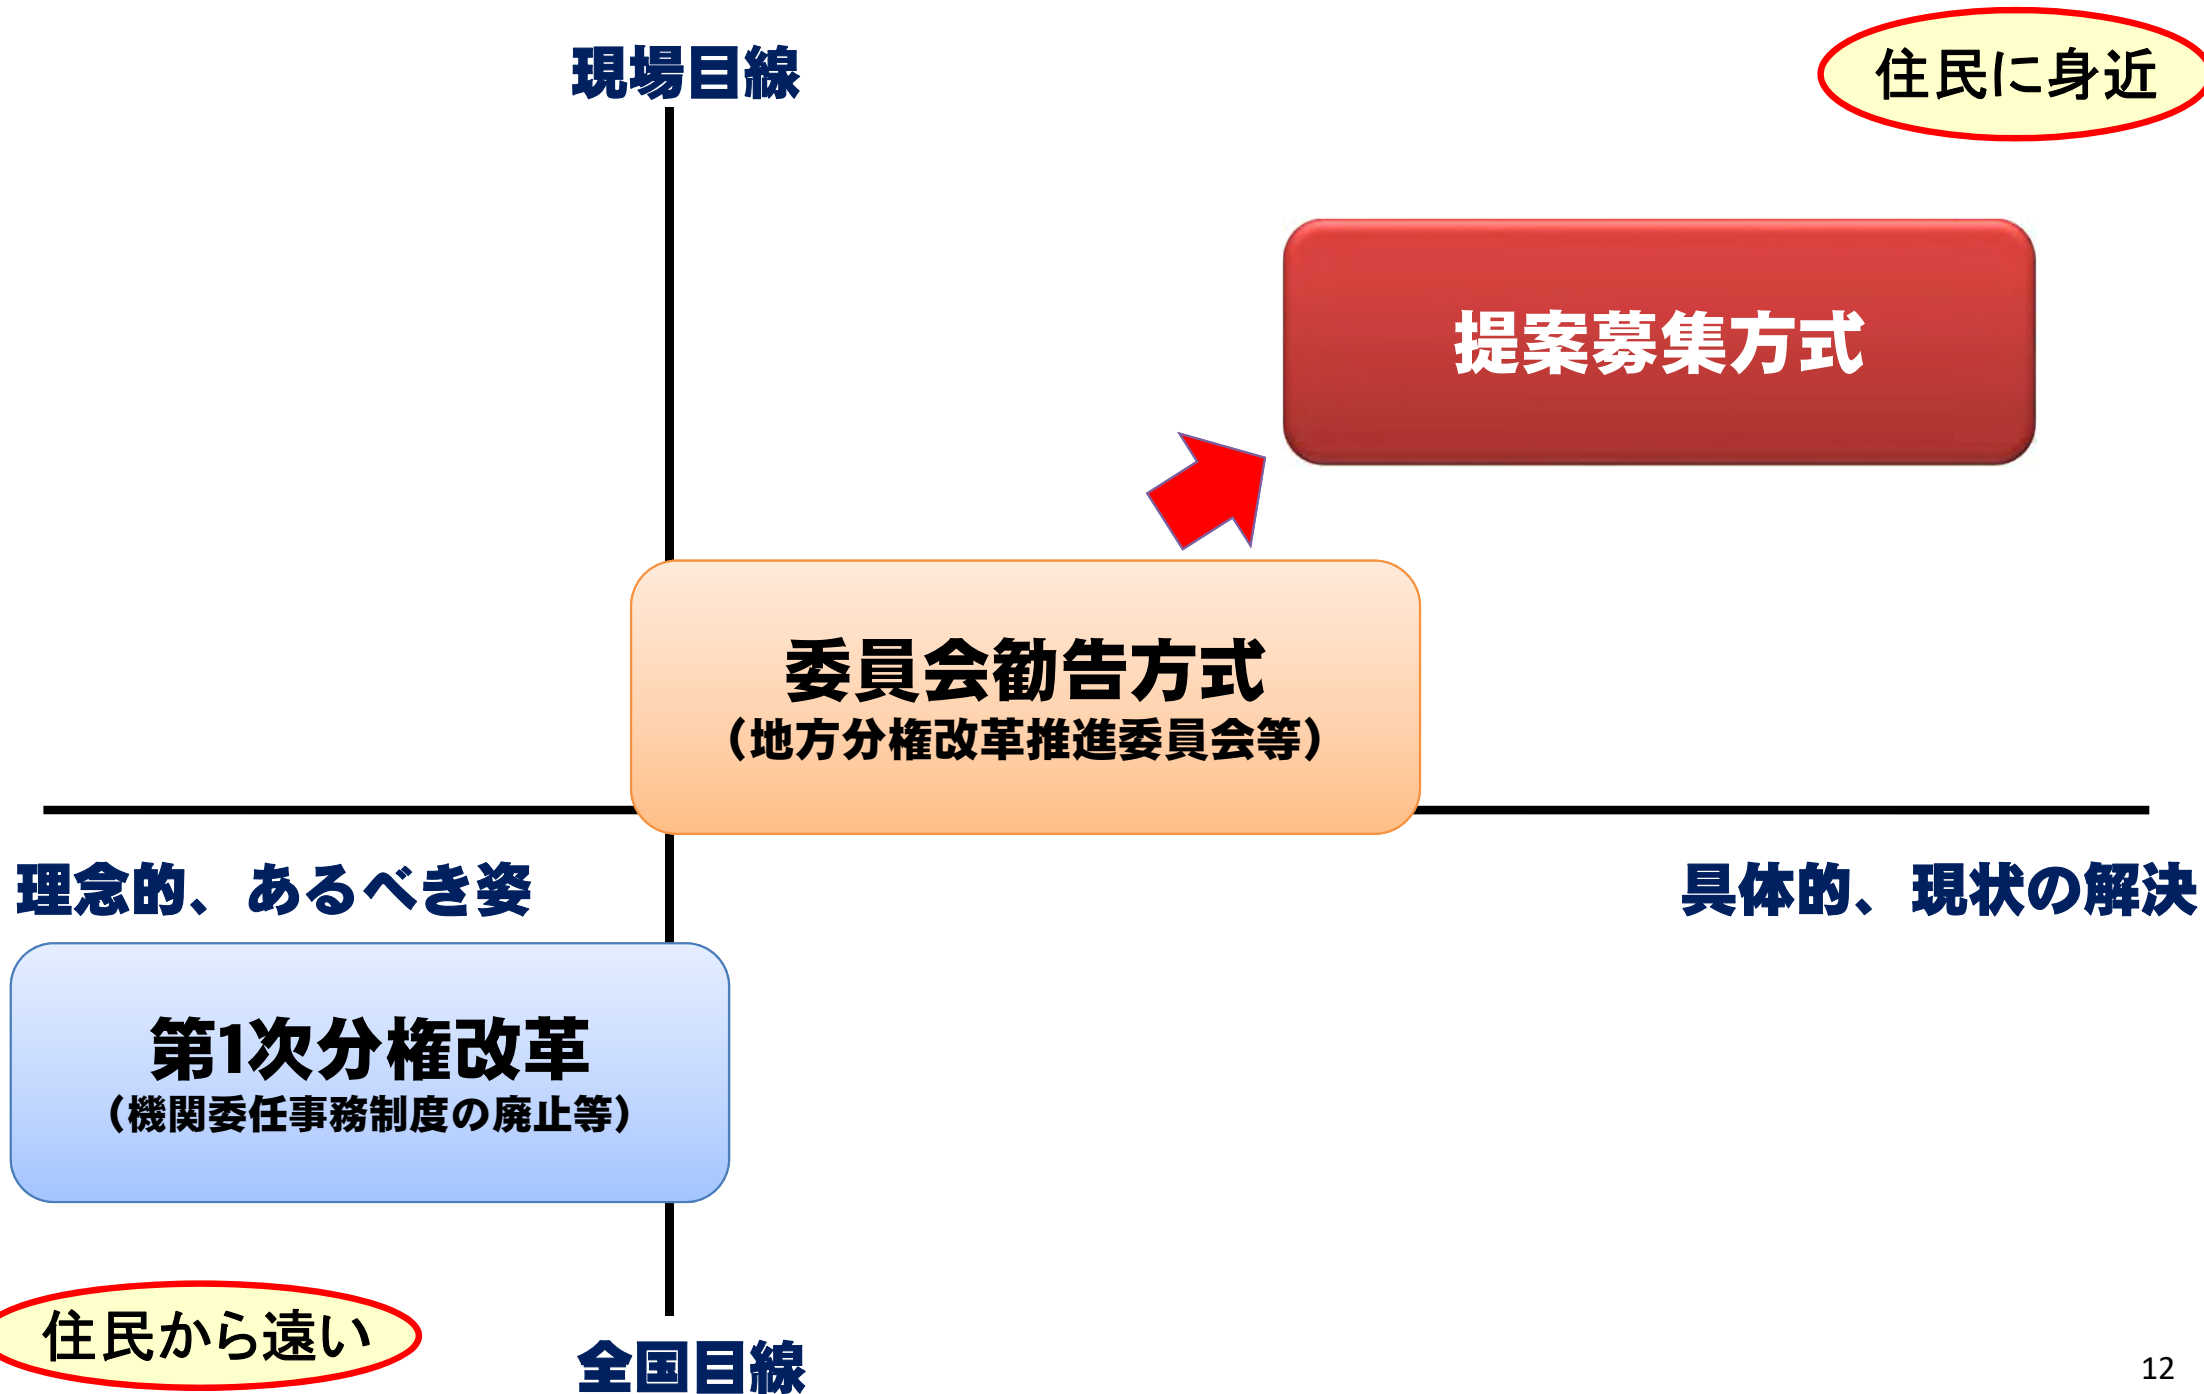 現場目線
住民に身近
提案募集方式
委員会勧告方式
（地方分権改革推進委員会等）
理念的、あるべき姿
具体的、現状の解決
第1次分権改革
（機関委任事務制度の廃止等）
住民から遠い
全国目線
12